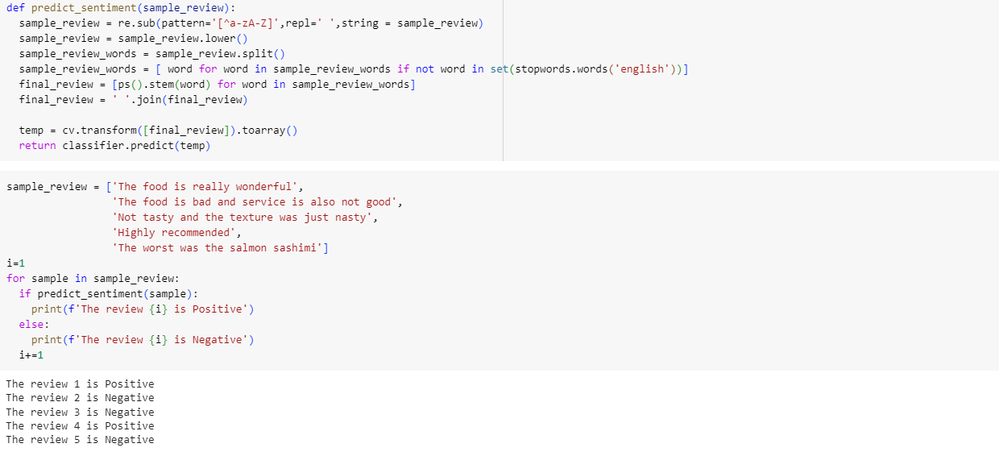 def predict_sentiment(sample_review):
  sample_review = re.sub(pattern='[^a-zA-Z]',repl=' ',string = sample_review)
  sample_review = sample_review.lower()
  sample_review_words = sample_review.split()
  sample_review_words = [ word for word in sample_review_words if not word in set(stopwords.words('english'))]
  final_review = [ps().stem(word) for word in sample_review_words]
  final_review = ' '.join(final_review)

  temp = cv.transform([final_review]).toarray()
  return classifier.predict(temp)

sample_review = ['The food is really wonderful',
                 'The food is bad and service is also not good',
                 'Not tasty and the texture was just nasty',
                 'Highly recommended',
                 'The worst was the salmon sashimi']
i=1
for sample in sample_review:
  if predict_sentiment(sample):
    print(f'The review {i} is Positive')
  else:
    print(f'The review {i} is Negative')
  i+=1

The review 1 is Positive
The review 2 is Negative
The review 3 is Negative
The review 4 is Positive
The review 5 is Negative